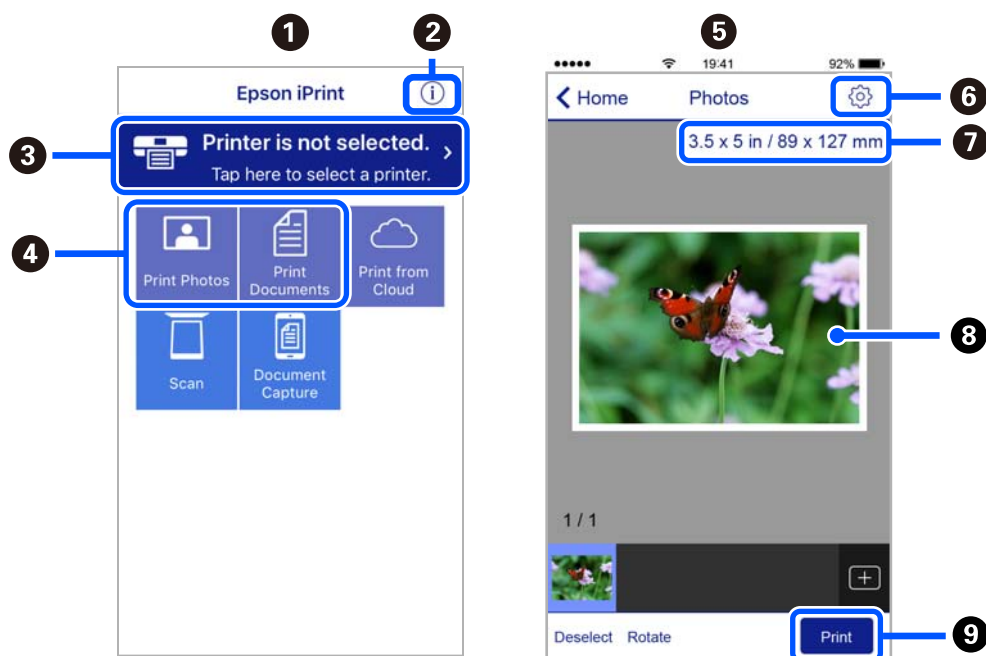 1
2
Epson iPrint
3
Printer is not selected.
Tap here to select a printer.
4
Print Photos
Print
Documents
Print from
Cloud
Scan
Document
Capture
5
19:41
92%
Home
Photos
6
3.5 x 5 in / 89 x 127 mm
7
8
1 / 1
Deselect
Rotate
Print
9